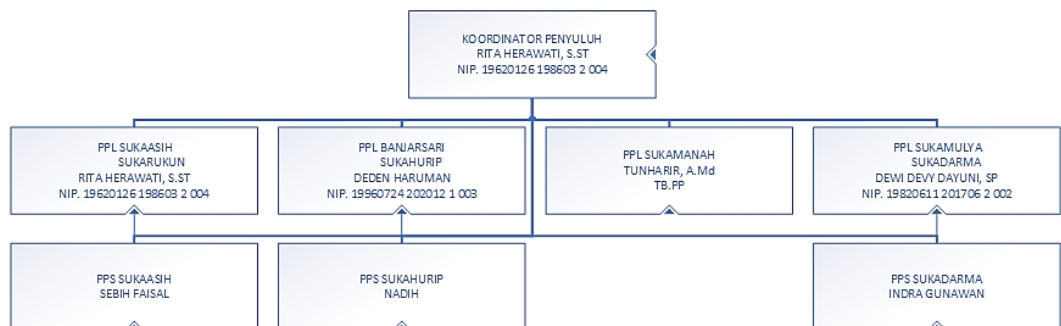 KOORDINATOR PENYULUH
RITA HERAWATI, S.ST
NIP. 19620126 198603 2 004
PPL SUKAASIH
SUKARUKUN
RITA HERAWATI, S.ST
NIP. 19620126 198603 2 004
PPL BANJARSARI
SUKAHURIP
DEDEN HARUMAN
NIP. 19960724 202012 1 003
PPL SUKAMANAH
TUNHARIR, A.Md
TB.PP
PPL SUKAMULYA
SUKADARMA
DEWI DEVY DAYUNI, SP
NIP. 19820611 201706 2 002
PPS SUKAASIH
SEBIH FAISAL
PPS SUKAHURIP
NADIH
PPS SUKADARMA
INDRA GUNAWAN